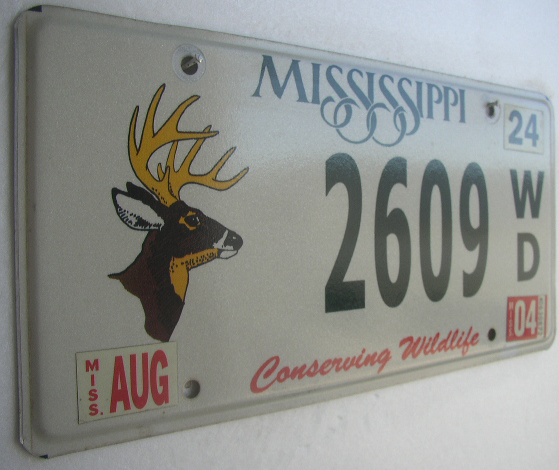 MISSISSIPPI
24
2609
W
D
04
Conserving Wildlife
MISS.
AUG